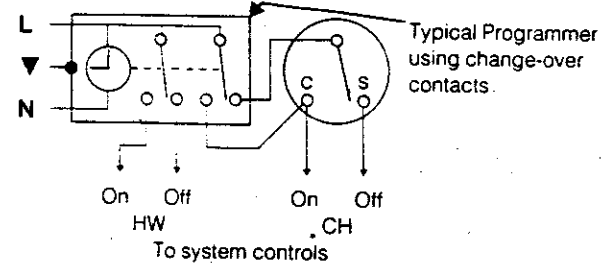 L
N
Typical Programmer
using change-over
contacts.
C S
On Off On Off
HW CH
To system controls